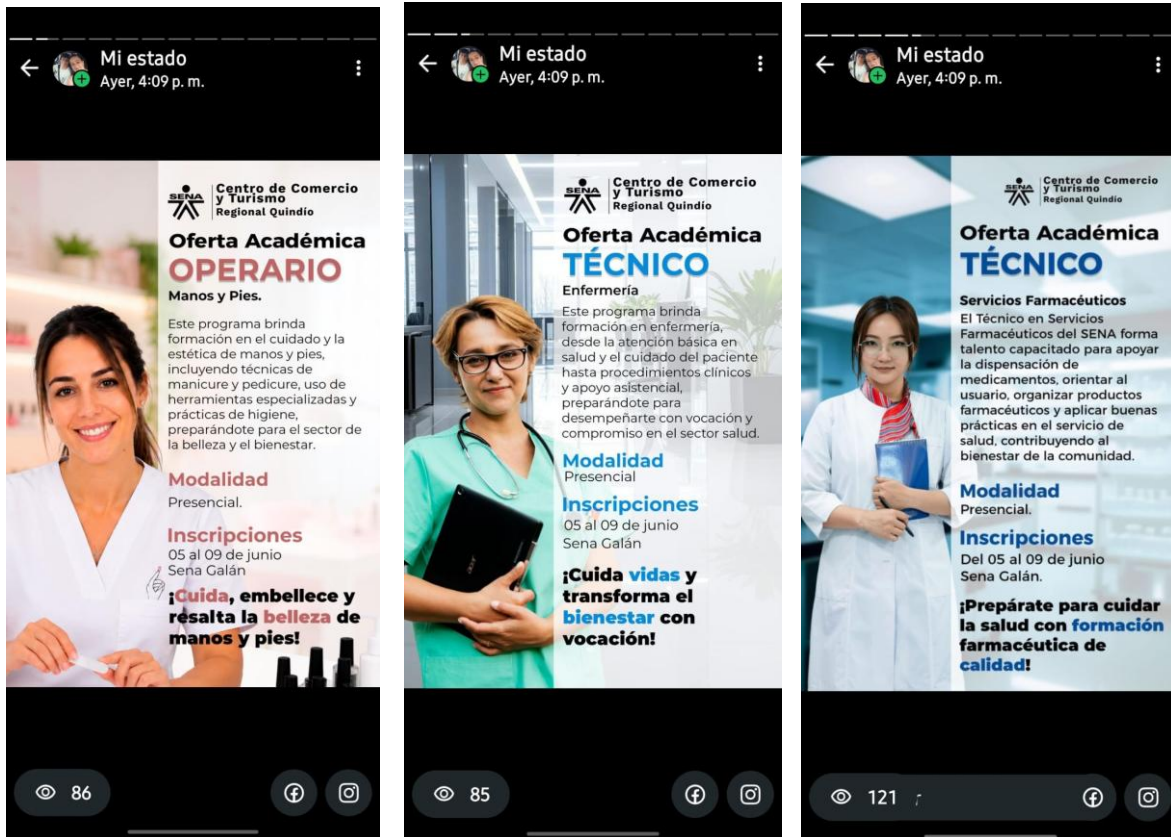 Mi estado
Ayer, 4:09 p. m.
SENA
Centro de Comercio
y Turismo
Regional Quindío
Oferta Académica
OPERARIO
Manos y Pies.
Este programa brinda
formación en el cuidado y la
estética de manos y pies,
incluyendo técnicas de
manicure y pedicure, uso de
herramientas especializadas y
prácticas de higiene,
preparándote para el sector de
la belleza y el bienestar.
Modalidad
Presencial.
Inscripciones
05 al 09 de junio
Sena Galán
¡Cuida, embellece y
resalta la belleza de
manos y pies!
86
Mi estado
Ayer, 4:09 p. m.
SENA
Centro de Comercio
y Turismo
Regional Quindío
Oferta Académica
TÉCNICO
Enfermería
Este programa brinda
formación en enfermería,
desde la atención básica en
salud y el cuidado del paciente
hasta procedimientos clínicos
y apoyo asistencial,
preparándote para
desempeñarte con vocación y
compromiso en el sector salud.
Modalidad
Presencial
Inscripciones
05 al 09 de junio
Sena Galán
¡Cuida vidas y
transforma el
bienestar con
vocación!
acer
85
Mi estado
Ayer, 4:09 p. m.
SENA
Centro de Comercio
y Turismo
Regional Quindío
Oferta Académica
TÉCNICO
Servicios Farmacéuticos
El Técnico en Servicios
Farmacéuticos del SENA forma
talento capacitado para apoyar
la dispensación de
medicamentos, orientar al
usuario, organizar productos
farmacéuticos y aplicar buenas
prácticas en el servicio de
salud, contribuyendo al
bienestar de la comunidad.
Modalidad
Presencial.
Inscripciones
Del 05 al 09 de junio
Sena Galán.
¡Prepárate para cuidar
la salud con formación
farmacéutica de
calidad!
121